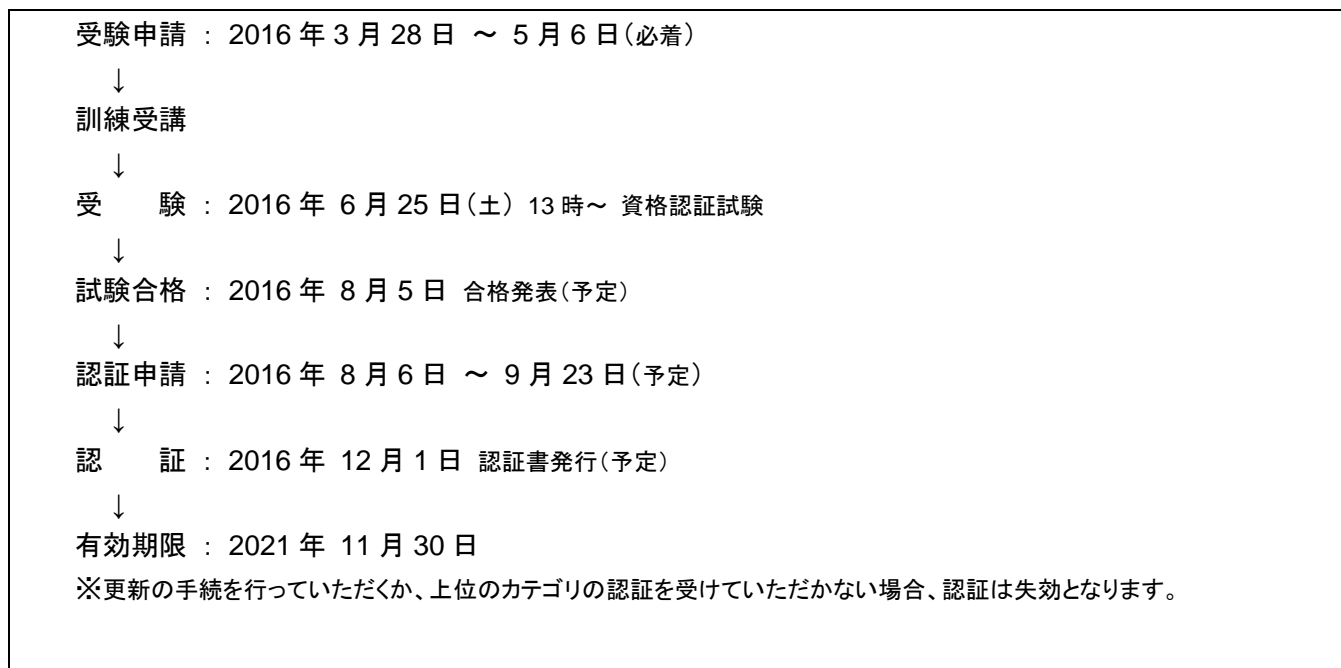 受験申請 : 2016 年 3 月 28 日 ～ 5 月 6 日(必着)
↓
訓練受講
↓
受　　験 : 2016 年 6 月 25 日(土) 13 時～ 資格認証試験
↓
試験合格 : 2016 年 8 月 5 日 合格発表(予定)
↓
認証申請 : 2016 年 8 月 6 日 ～ 9 月 23 日(予定)
↓
認　　証 : 2016 年 12 月 1 日 認証書発行(予定)
↓
有効期限 : 2021 年 11 月 30 日
※更新の手続を行っていただくか、上位のカテゴリの認証を受けていただかない場合、認証は失効となります。